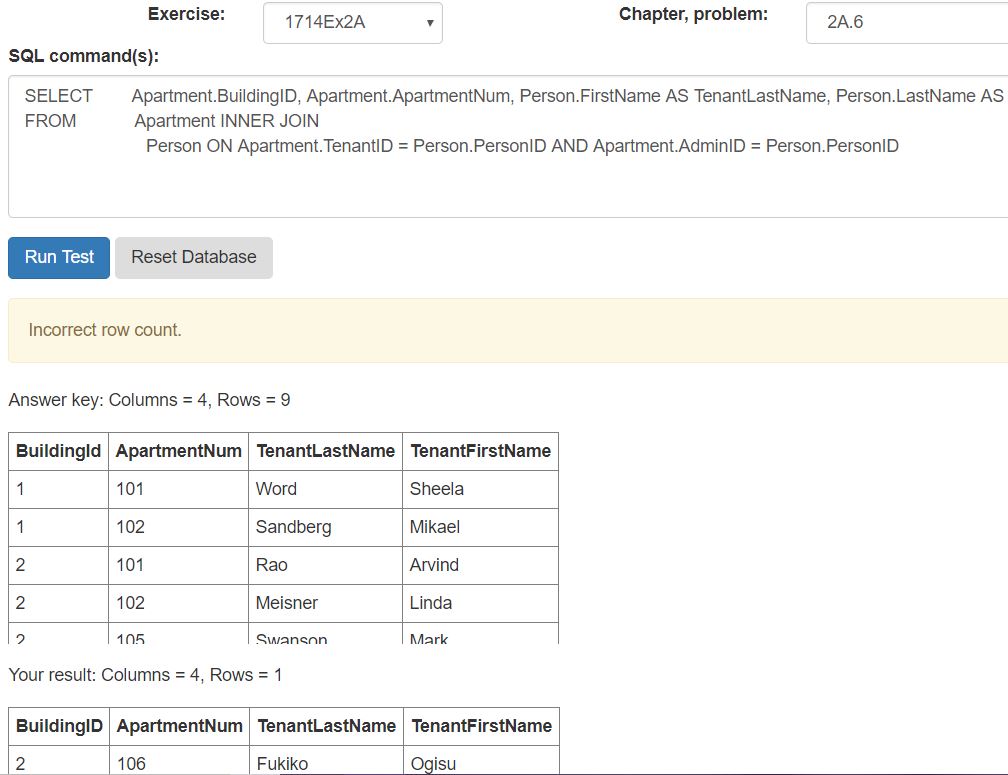 Exercise: 1714Ex2A Chapter, problem: 2A.6
SQL command(s):
SELECT Apartment.BuildingID, Apartment.ApartmentNum, Person.FirstName AS TenantLastName, Person.LastName AS
FROM Apartment INNER JOIN
Person ON Apartment.TenantID = Person.PersonID AND Apartment.AdminID = Person.PersonID
Run Test Reset Database
Incorrect row count.
Answer key: Columns = 4, Rows = 9
BuildingId ApartmentNum TenantLastName TenantFirstName
1 101 Word Sheela
1 102 Sandberg Mikael
2 101 Rao Arvind
2 102 Meisner Linda
2 105 Swanson Mark
Your result: Columns = 4, Rows = 1
BuildingID ApartmentNum TenantLastName TenantFirstName
2 106 Fukiko Ogisu